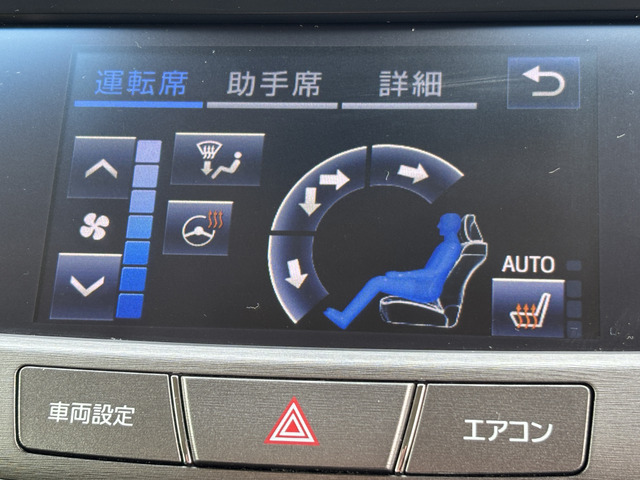 運転席
助手席
詳細
AUTO
車両設定
エアコン